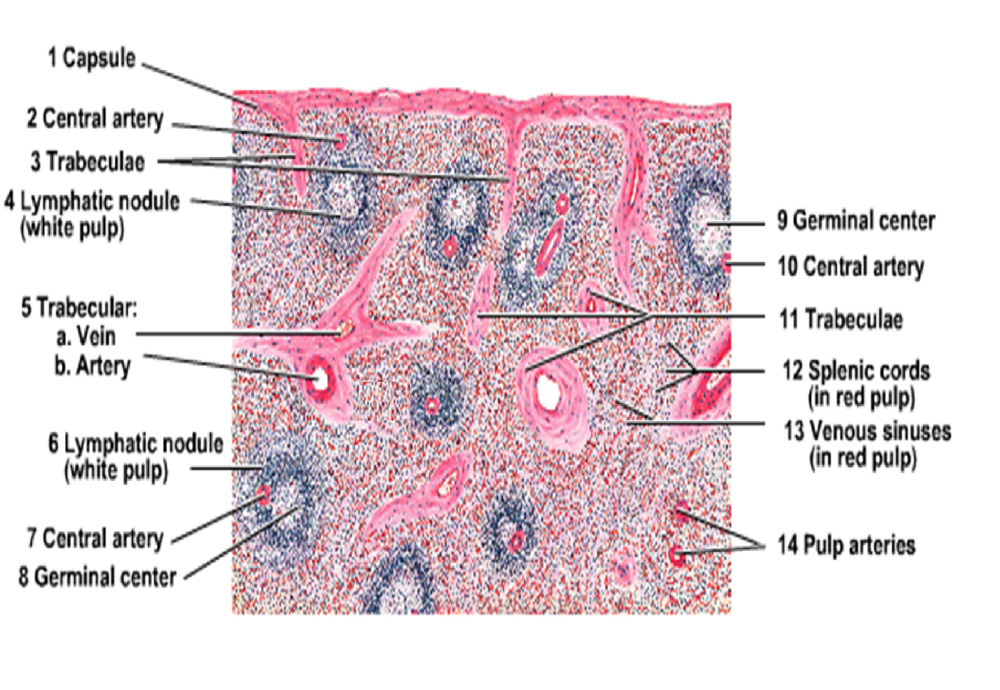 1 Capsule
2 Central artery
3 Trabeculae
4 Lymphatic nodule
(white pulp)
5 Trabecular:
a. Vein
b. Artery
6 Lymphatic nodule
(white pulp)
7 Central artery
8 Germinal center
9 Germinal center
10 Central artery
11 Trabeculae
12 Splenic cords
(in red pulp)
13 Venous sinuses
(in red pulp)
14 Pulp arteries